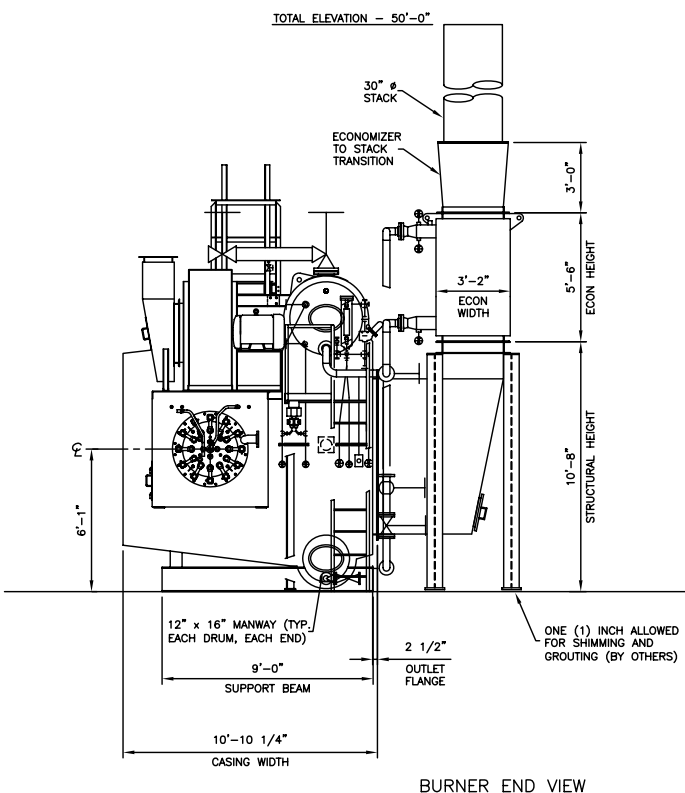 TOTAL ELEVATION - 50'-0"
30" ø
STACK
ECONOMIZER
TO STACK
TRANSITION
3'-0"
5'-6"
ECON HEIGHT
3'-2"
ECON
WIDTH
10'-8"
STRUCTURAL HEIGHT
℄
6'-1"
12" x 16" MANWAY (TYP.
EACH DRUM, EACH END)
ONE (1) INCH ALLOWED
FOR SHIMMING AND
GROUTING (BY OTHERS)
2 1/2"
OUTLET
FLANGE
9'-0"
SUPPORT BEAM
10'-10 1/4"
CASING WIDTH
BURNER END VIEW